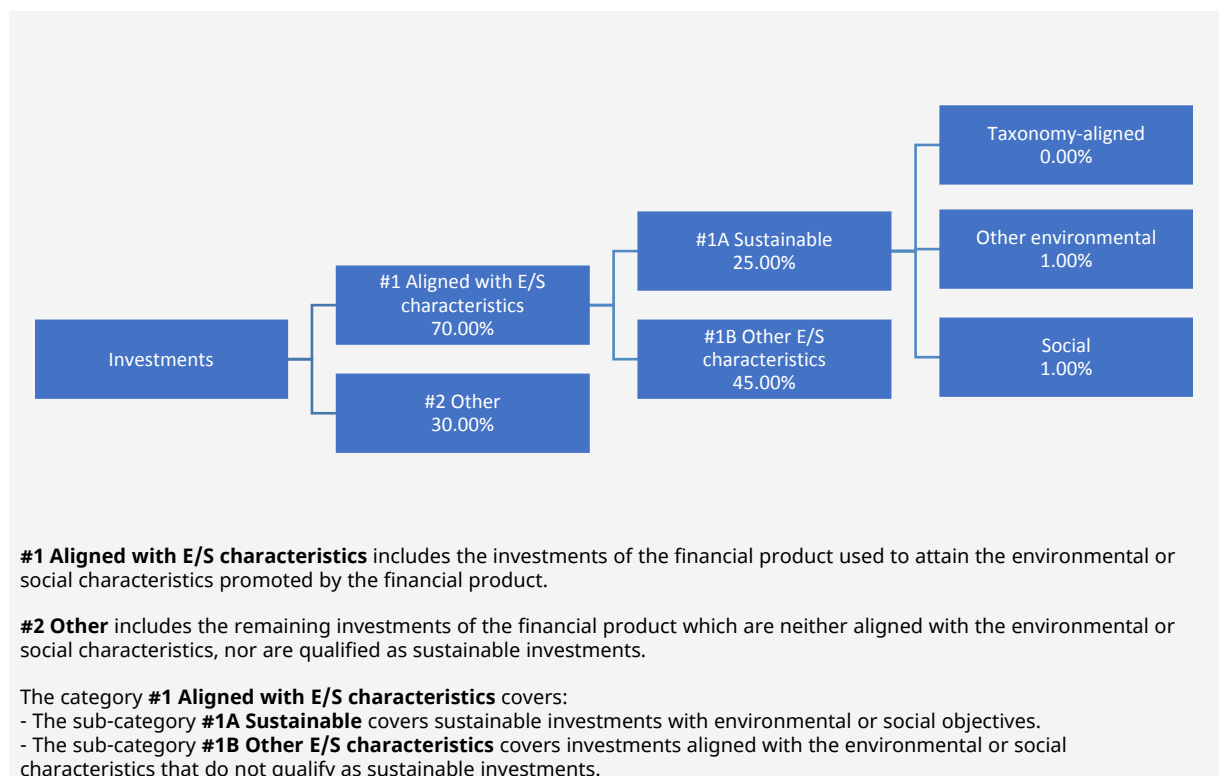 Investments
#1 Aligned with E/S
characteristics
70.00%
#2 Other
30.00%
#1A Sustainable
25.00%
#1B Other E/S
characteristics
45.00%
Taxonomy-aligned
0.00%
Other environmental
1.00%
Social
1.00%
#1 Aligned with E/S characteristics includes the investments of the financial product used to attain the environmental or
social characteristics promoted by the financial product.
#2 Other includes the remaining investments of the financial product which are neither aligned with the environmental or
social characteristics, nor are qualified as sustainable investments.
The category #1 Aligned with E/S characteristics covers:
- The sub-category #1A Sustainable covers sustainable investments with environmental or social objectives.
- The sub-category #1B Other E/S characteristics covers investments aligned with the environmental or social
characteristics that do not qualify as sustainable investments.